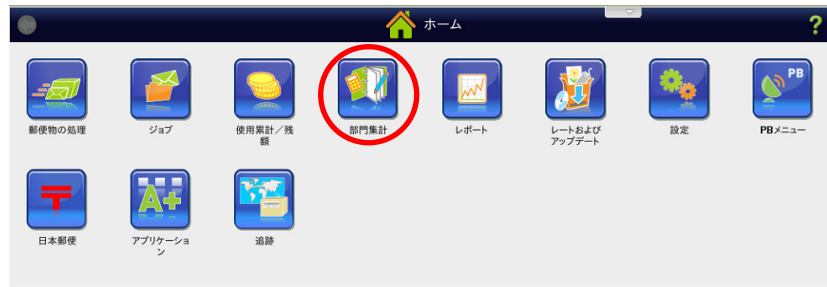 ホーム
?
PB
郵便物の処理
ジョブ
使用累計／残
額
部門集計
レポート
レートおよび
アップデート
設定
PBメニュー
〒
A+
日本郵便
アプリケーショ
ン
追跡